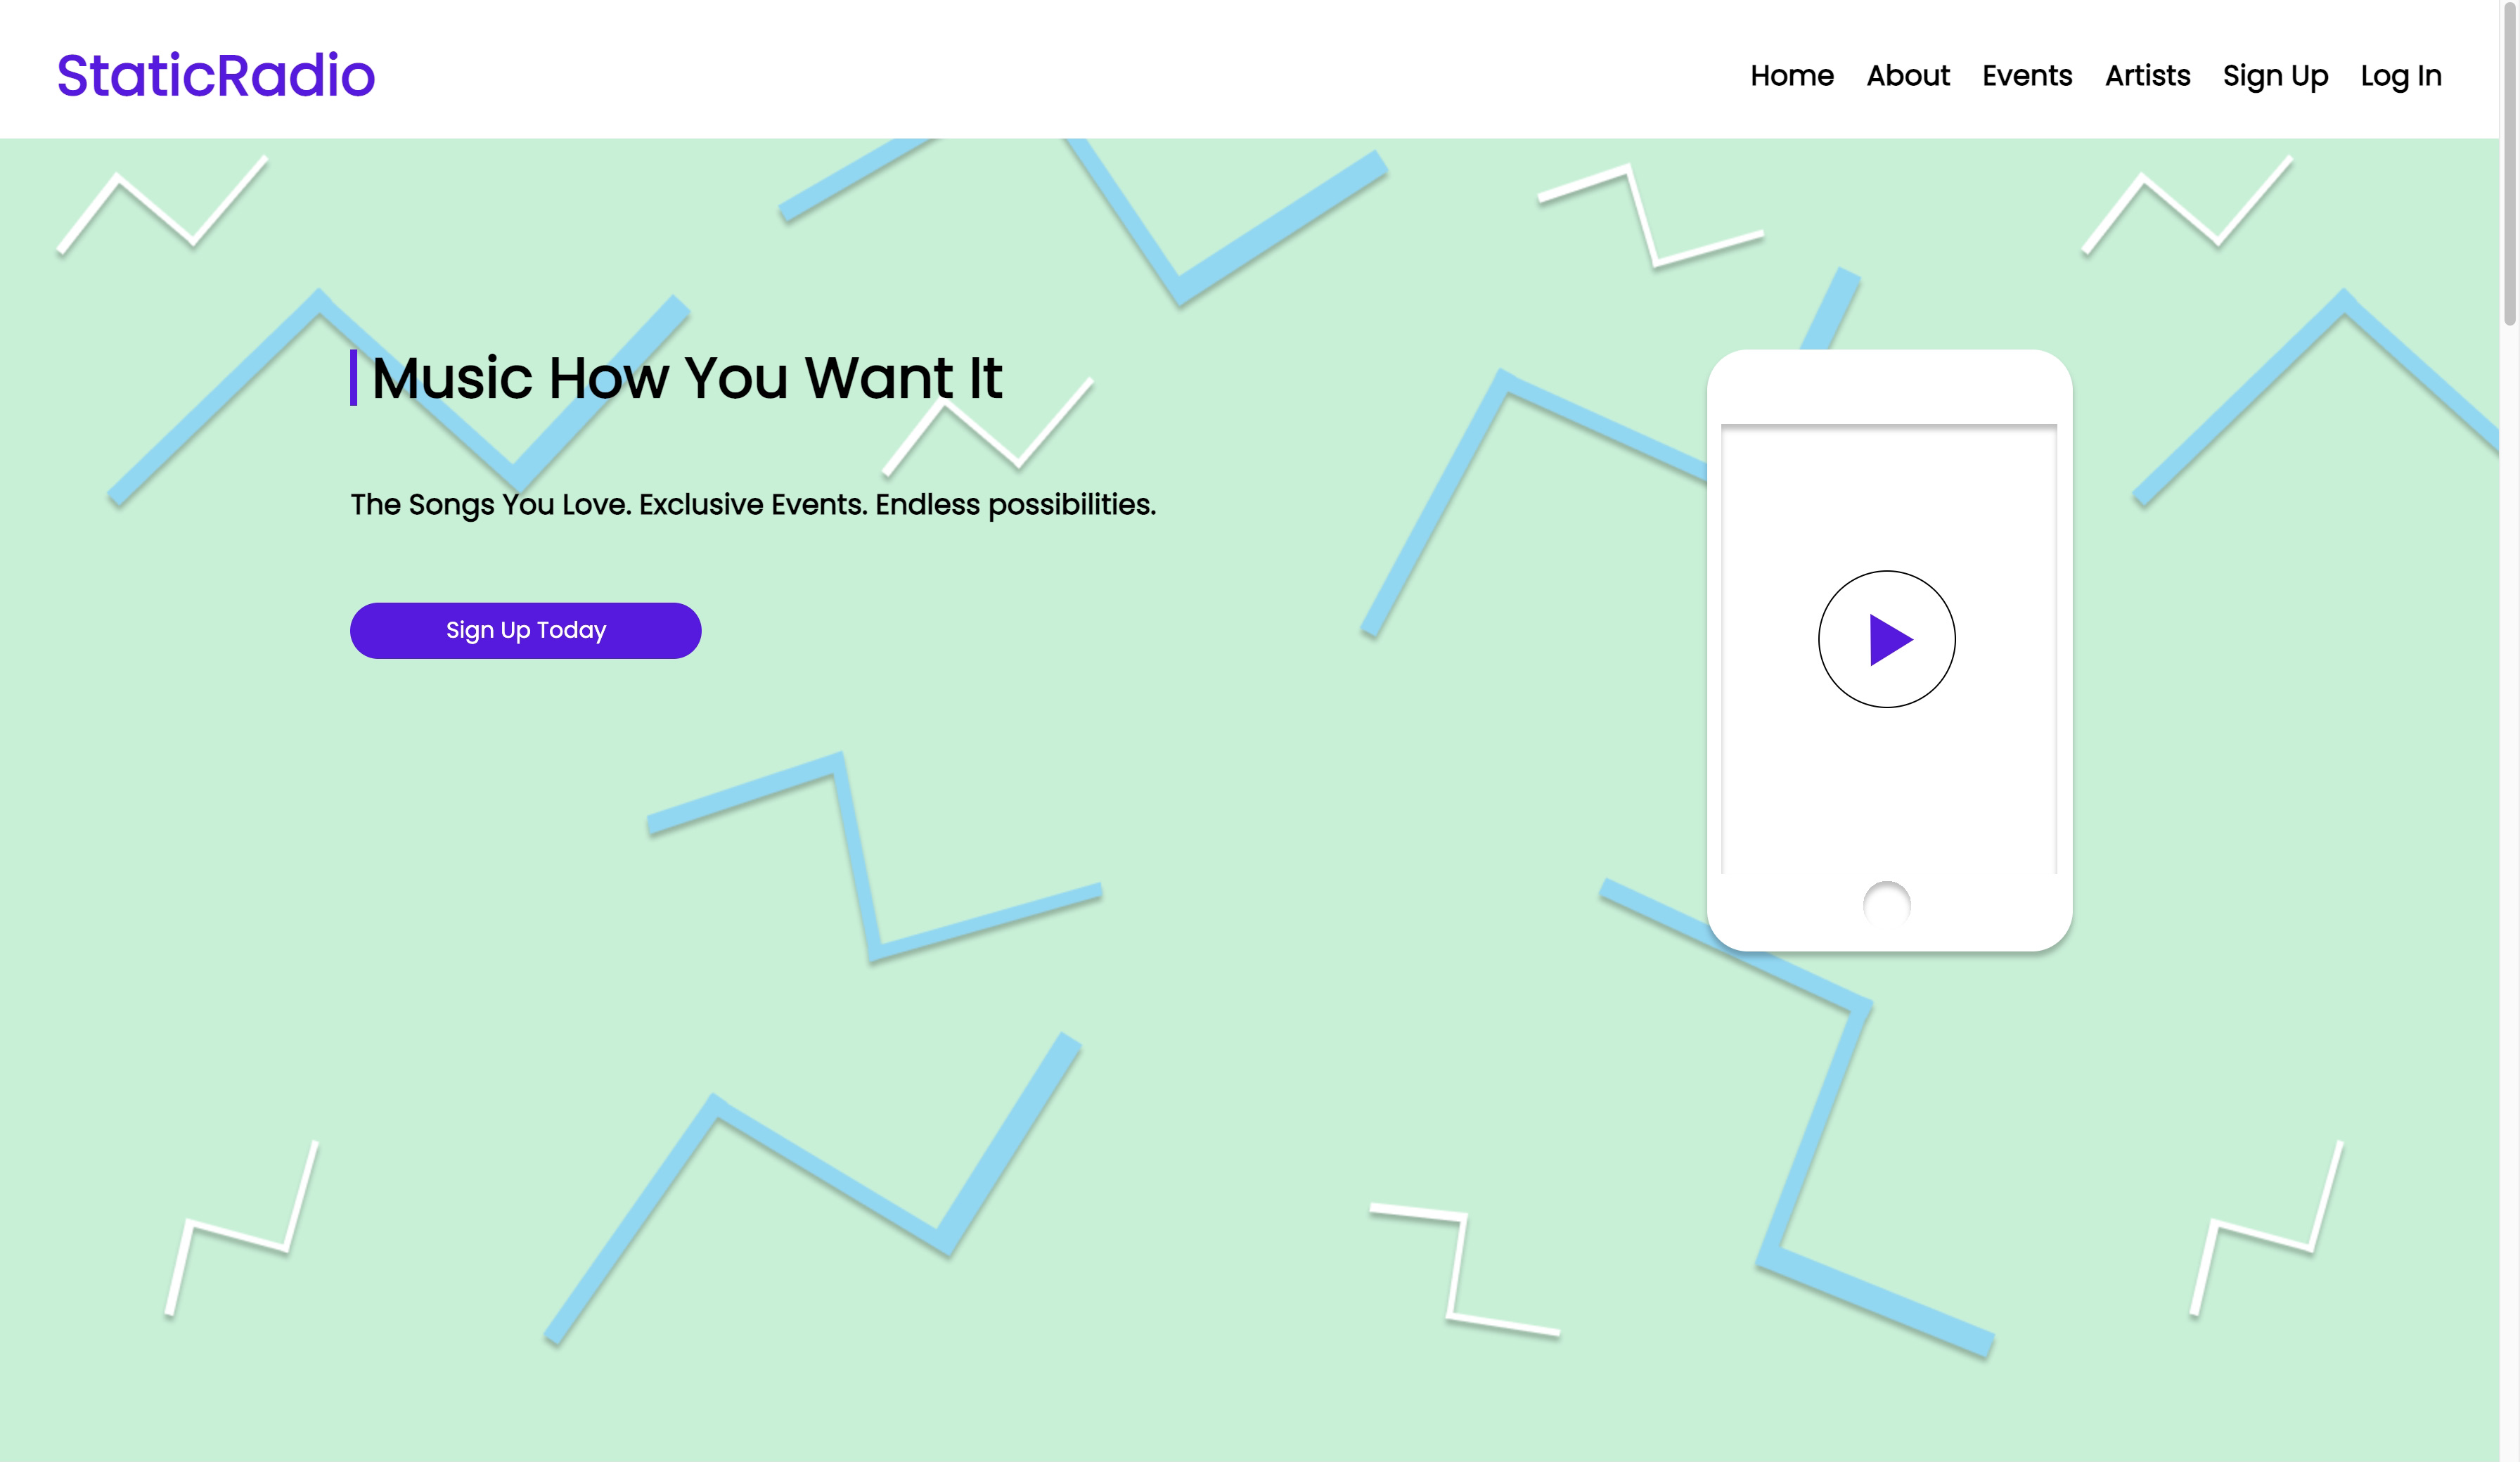 StaticRadio
Home About Events Artists Sign Up Log In
Music How You Want It
The Songs You Love. Exclusive Events. Endless possibilities.
Sign Up Today